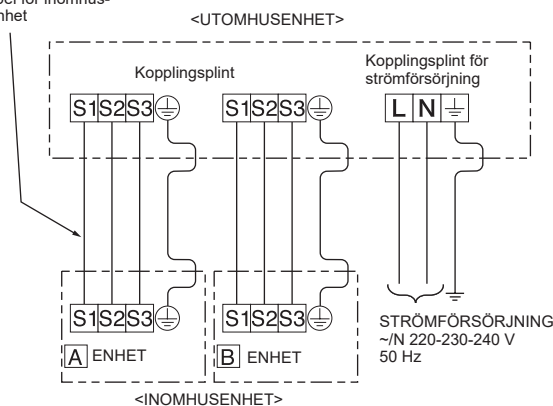 nhet
<UTOMHUSENHET>
Kopplingsplint
Kopplingsplint för
strömförsörjning
S1 S2 S3
S1 S2 S3
L N
S1 S2 S3
S1 S2 S3
A ENHET
B ENHET
STRÖMFÖRSÖRJNING
~/N 220-230-240 V
50 Hz
<INOMHUSENHET>